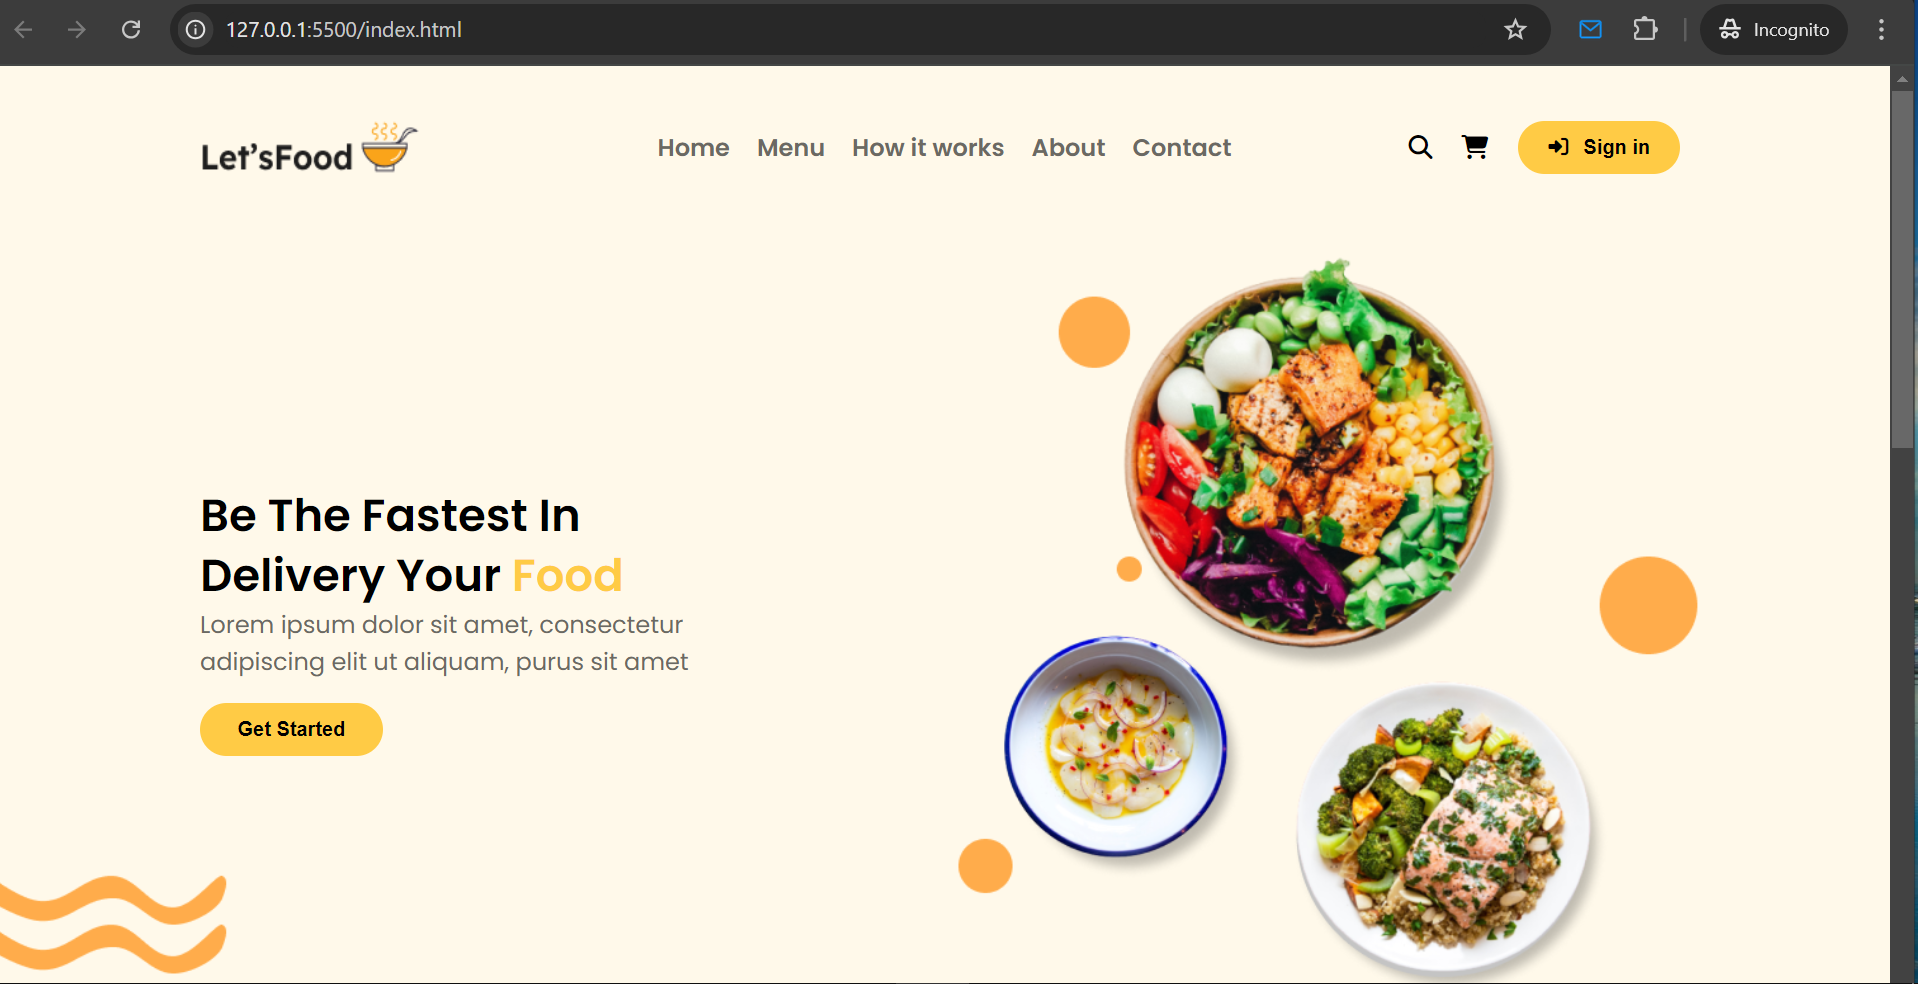 127.0.0.1:5500/index.html
Incognito
Let'sFood
Home Menu How it works About Contact
Sign in
Be The Fastest In
Delivery Your Food
Lorem ipsum dolor sit amet, consectetur
adipiscing elit ut aliquam, purus sit amet
Get Started